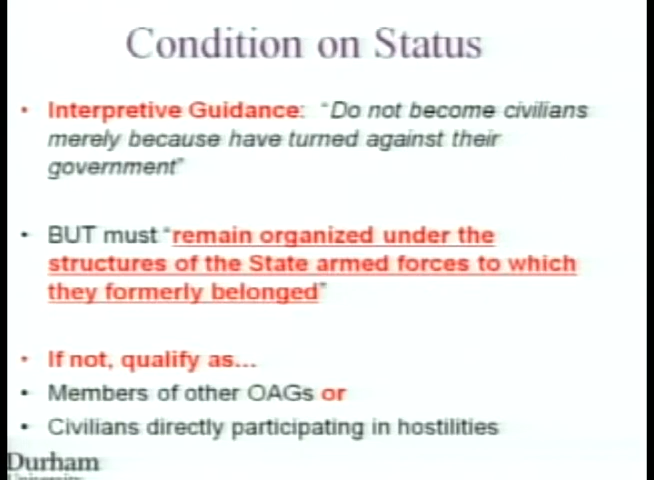 Condition on Status
• Interpretive Guidance: "Do not become civilians
merely because have turned against their
government"
• BUT must "remain organized under the
structures of the State armed forces to which
they formerly belonged"
• If not, qualify as...
• Members of other OAGs or
• Civilians directly participating in hostilities
Durham
University